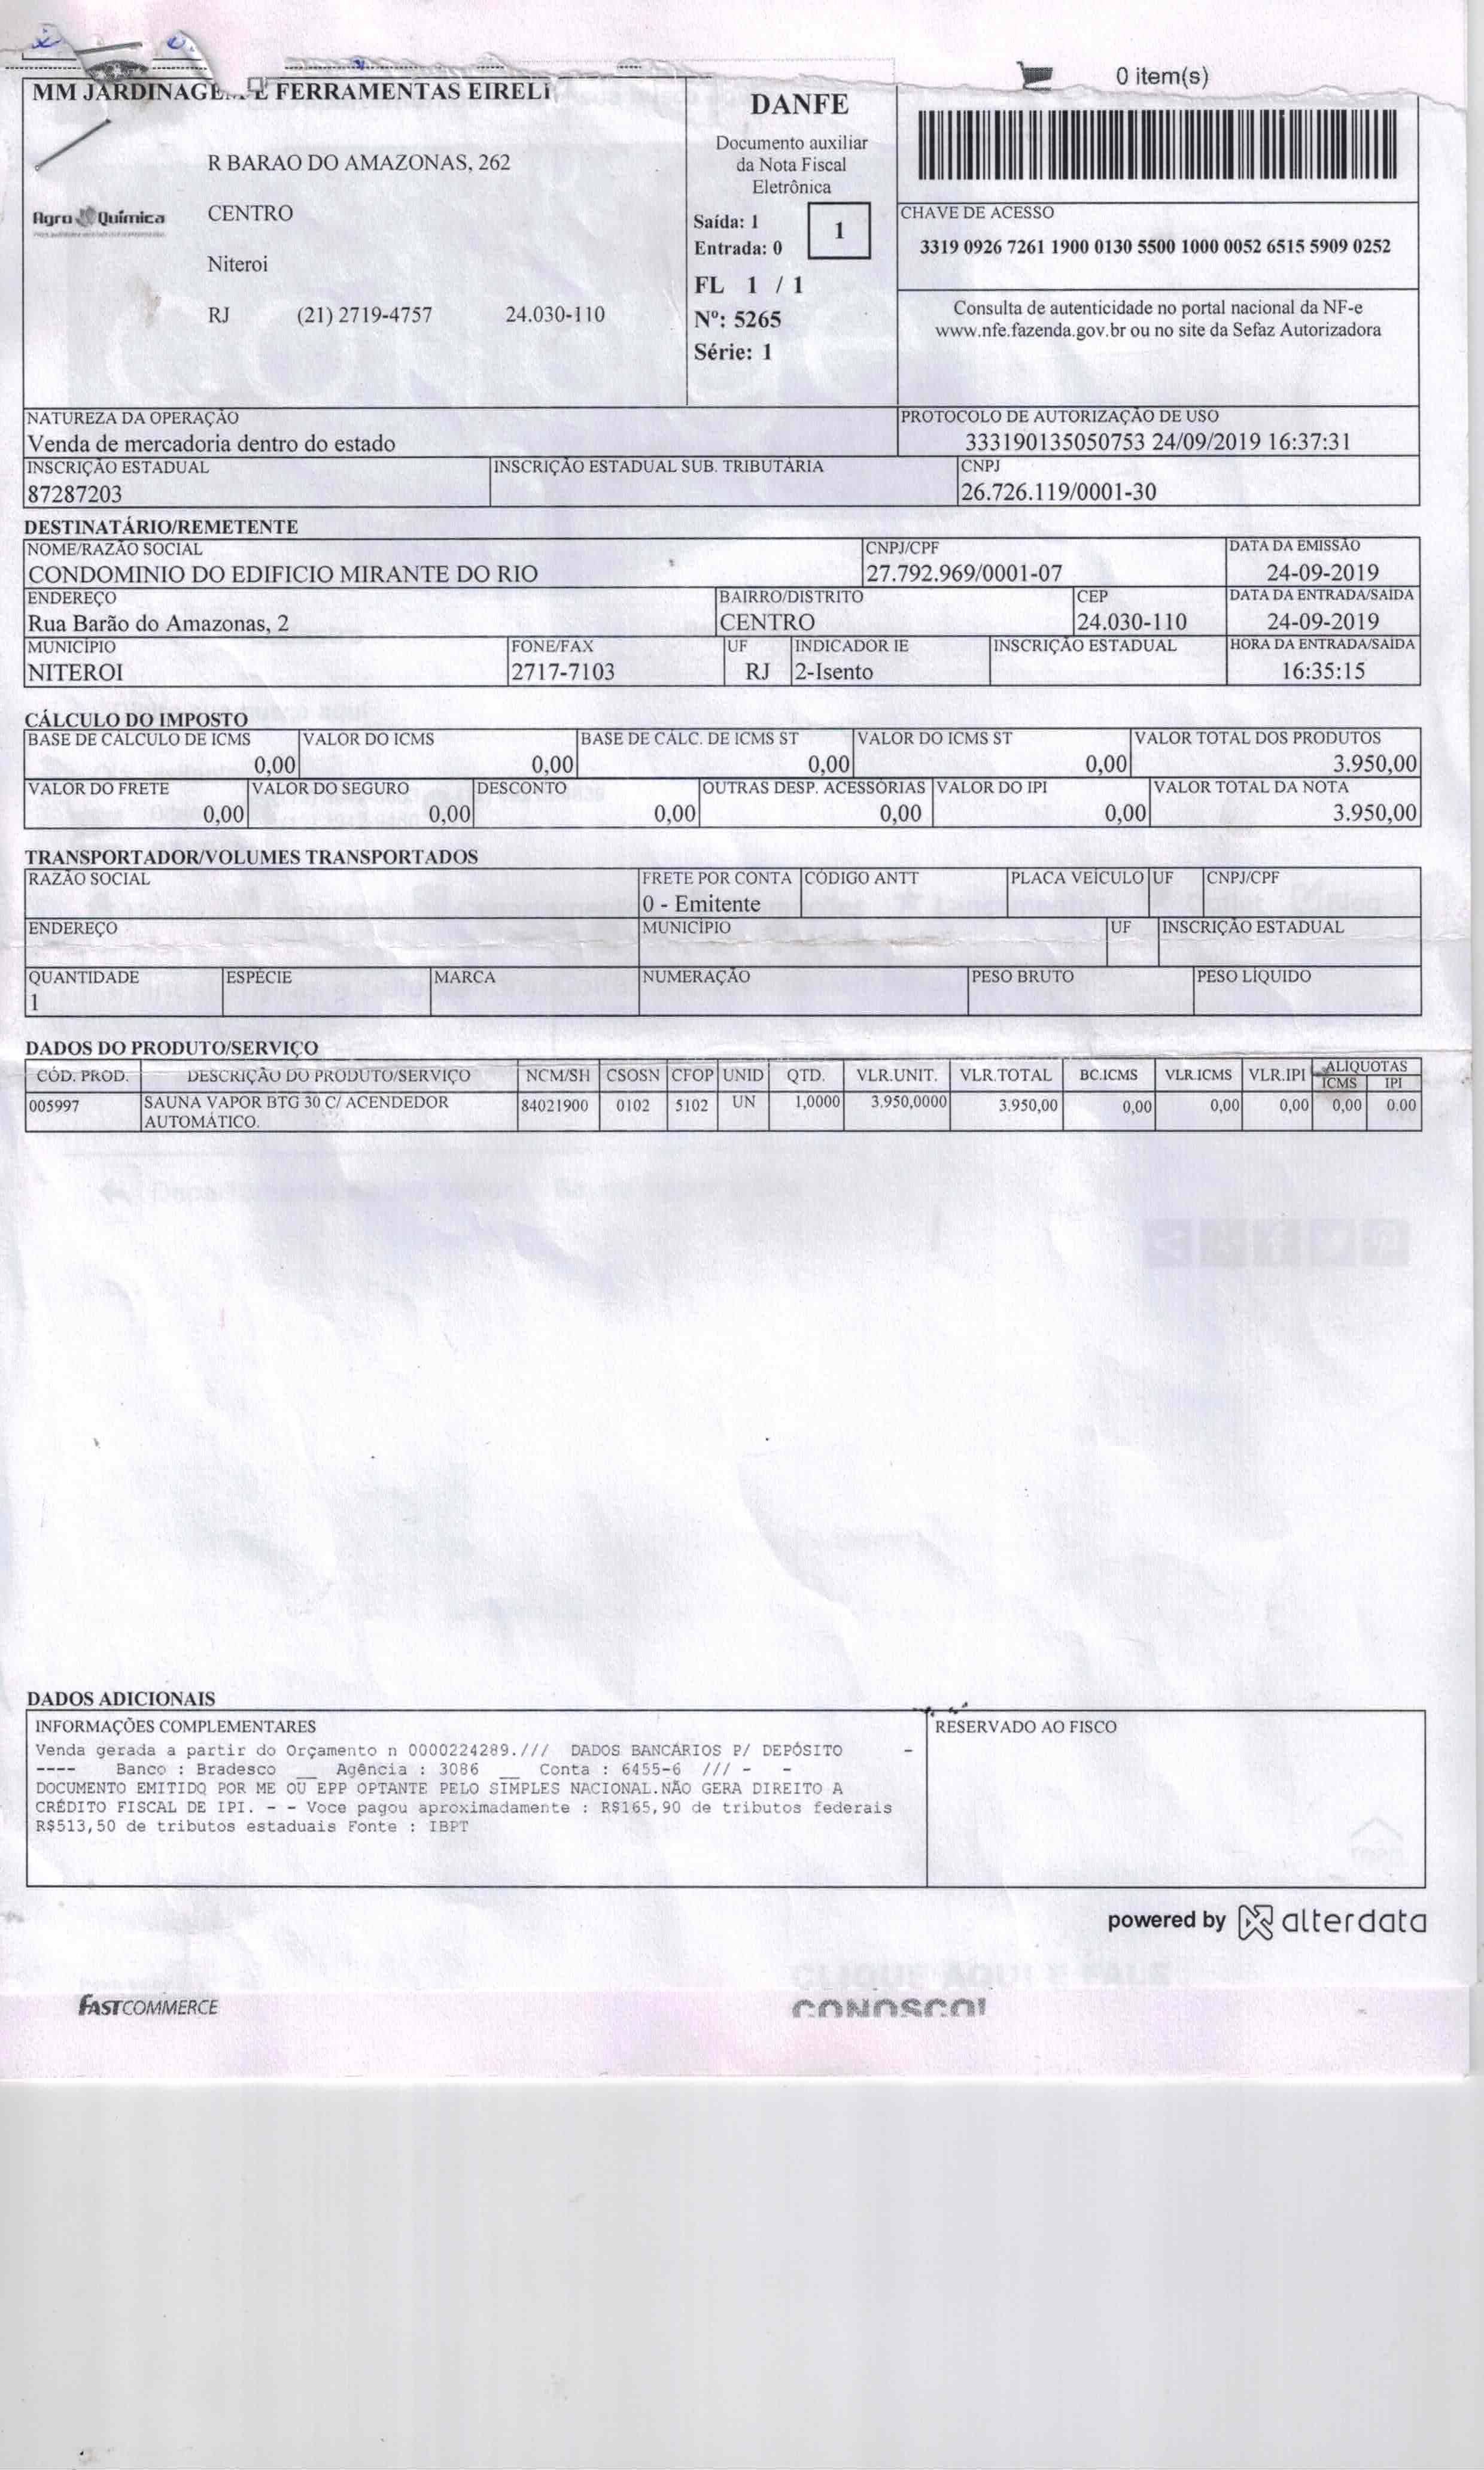 0 item(s)
MM JARDINAGE... E FERRAMENTAS EIRELI
R BARAO DO AMAZONAS, 262
Agro Química
CENTRO
Niteroi
RJ (21) 2719-4757 24.030-110
DANFE
Documento auxiliar
da Nota Fiscal
Eletrônica
Saída: 1
Entrada: 0
1
FL 1 / 1
Nº: 5265
Série: 1
CHAVE DE ACESSO
3319 0926 7261 1900 0130 5500 1000 0052 6515 5909 0252
Consulta de autenticidade no portal nacional da NF-e
www.nfe.fazenda.gov.br ou no site da Sefaz Autorizadora
NATUREZA DA OPERAÇÃO PROTOCOLO DE AUTORIZAÇÃO DE USO
Venda de mercadoria dentro do estado 333190135050753 24/09/2019 16:37:31
INSCRIÇÃO ESTADUAL INSCRIÇÃO ESTADUAL SUB. TRIBUTÁRIA CNPJ
87287203 26.726.119/0001-30
DESTINATÁRIO/REMETENTE
NOME/RAZÃO SOCIAL CNPJ/CPF DATA DA EMISSÃO
CONDOMINIO DO EDIFICIO MIRANTE DO RIO 27.792.969/0001-07 24-09-2019
ENDEREÇO BAIRRO/DISTRITO CEP DATA DA ENTRADA/SAÍDA
Rua Barão do Amazonas, 2 CENTRO 24.030-110 24-09-2019
MUNICÍPIO FONE/FAX UF INDICADOR IE INSCRIÇÃO ESTADUAL HORA DA ENTRADA/SAÍDA
NITEROI 2717-7103 RJ 2-Isento 16:35:15
CÁLCULO DO IMPOSTO
BASE DE CÁLCULO DE ICMS VALOR DO ICMS BASE DE CÁLC. DE ICMS ST VALOR DO ICMS ST VALOR TOTAL DOS PRODUTOS
0,00 0,00 0,00 0,00 3.950,00
VALOR DO FRETE VALOR DO SEGURO DESCONTO OUTRAS DESP. ACESSÓRIAS VALOR DO IPI VALOR TOTAL DA NOTA
0,00 0,00 0,00 0,00 0,00 3.950,00
TRANSPORTADOR/VOLUMES TRANSPORTADOS
RAZÃO SOCIAL FRETE POR CONTA CÓDIGO ANTT PLACA VEÍCULO UF CNPJ/CPF
0 - Emitente
ENDEREÇO MUNICÍPIO UF INSCRIÇÃO ESTADUAL
QUANTIDADE ESPÉCIE MARCA NUMERAÇÃO PESO BRUTO PESO LÍQUIDO
1
DADOS DO PRODUTO/SERVIÇO
CÓD. PROD. DESCRIÇÃO DO PRODUTO/SERVIÇO NCM/SH CSOSN CFOP UNID QTD. VLR.UNIT. VLR.TOTAL BC.ICMS VLR.ICMS VLR.IPI ALÍQUOTAS
ICMS IPI
005997 SAUNA VAPOR BTG 30 C/ ACENDEDOR 84021900 0102 5102 UN 1,0000 3.950,0000 3.950,00 0,00 0,00 0,00 0,00 0.00
AUTOMÁTICO.
DADOS ADICIONAIS
INFORMAÇÕES COMPLEMENTARES RESERVADO AO FISCO
Venda gerada a partir do Orçamento n 0000224289./// DADOS BANCÁRIOS P/ DEPÓSITO -
---- Banco : Bradesco __ Agência : 3086 __ Conta : 6455-6 /// - -
DOCUMENTO EMITIDO POR ME OU EPP OPTANTE PELO SIMPLES NACIONAL.NÃO GERA DIREITO A
CRÉDITO FISCAL DE IPI. - - Voce pagou aproximadamente : R$165,90 de tributos federais
R$513,50 de tributos estaduais Fonte : IBPT
powered by alterdata
CLIQUE AQUI E FALE
CONOSCO!
FASTCOMMERCE